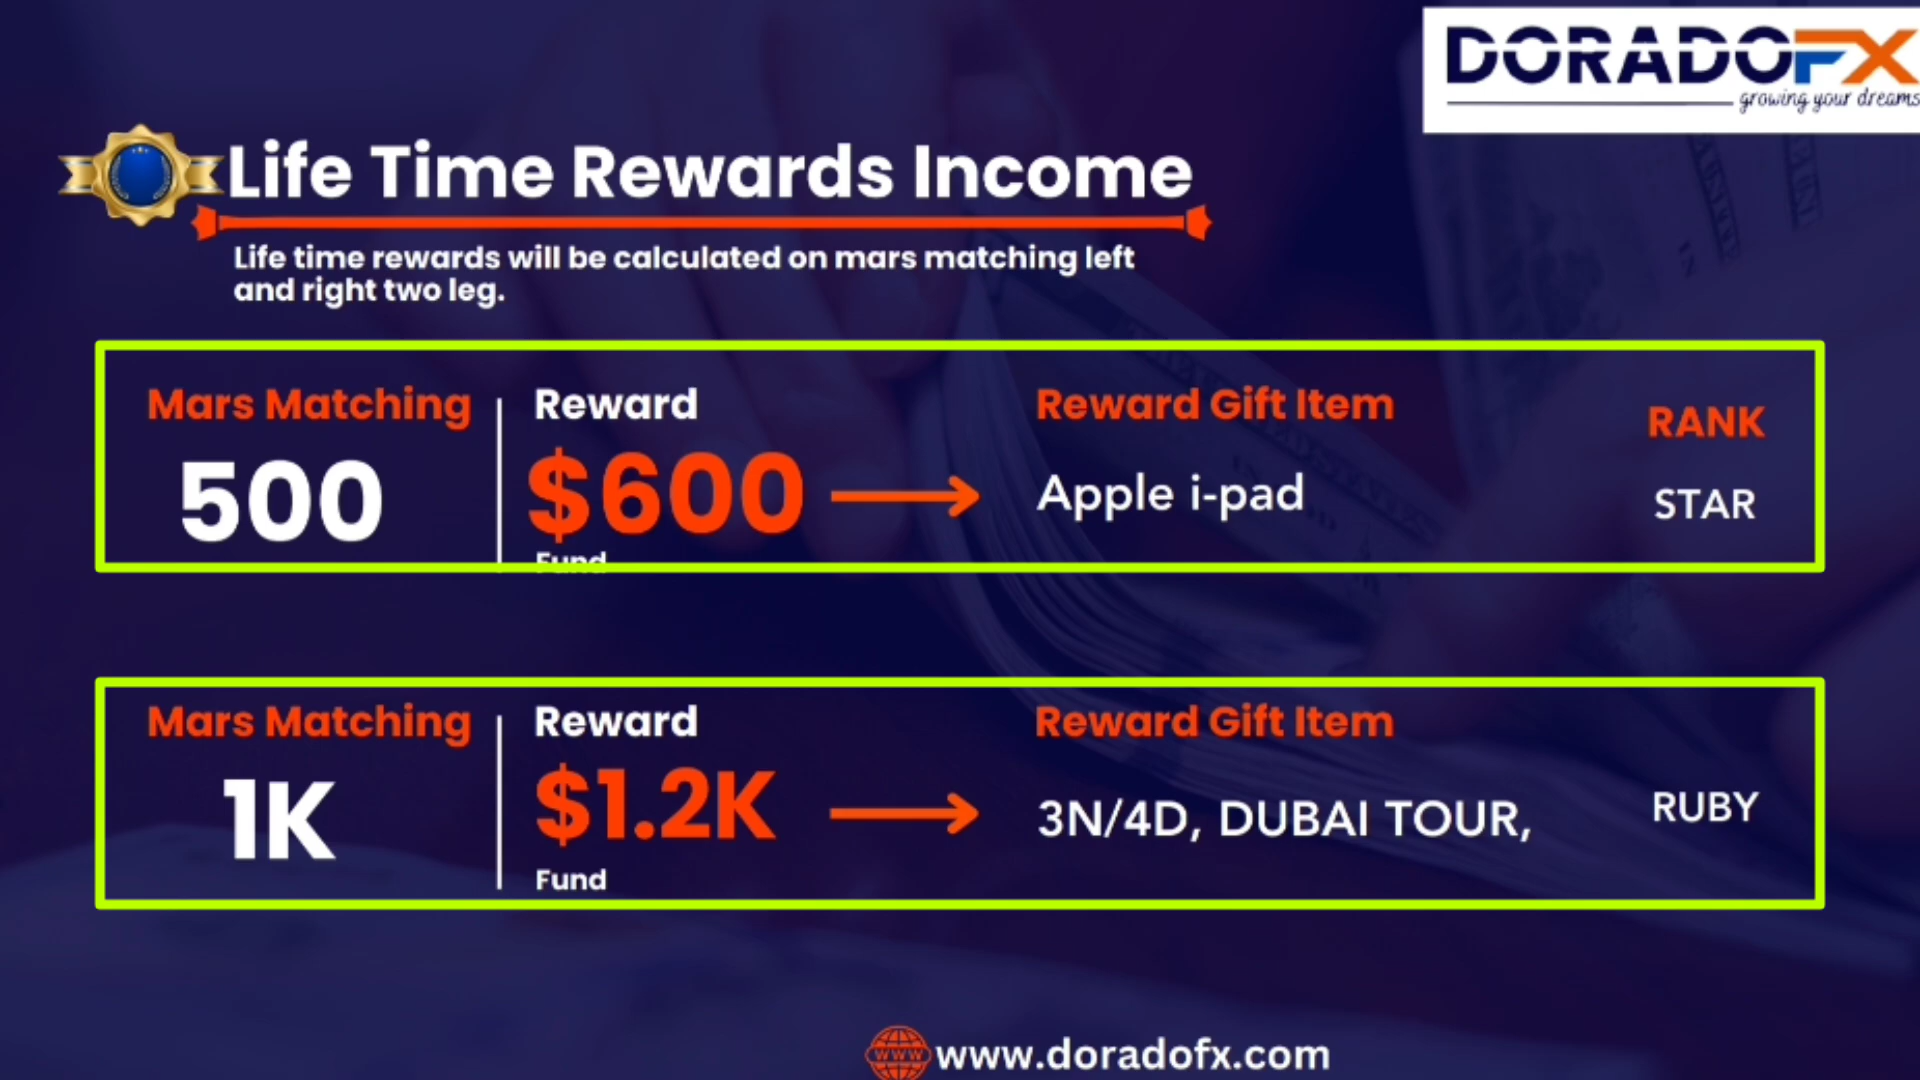 DORADOFX
growing your dreams
Life Time Rewards Income
Life time rewards will be calculated on mars matching left
and right two leg.
Mars Matching
500
Reward
$600
Fund
Reward Gift Item
Apple i-pad
RANK
STAR
Mars Matching
1K
Reward
$1.2K
Fund
Reward Gift Item
3N/4D, DUBAI TOUR,
RUBY
www
www.doradofx.com